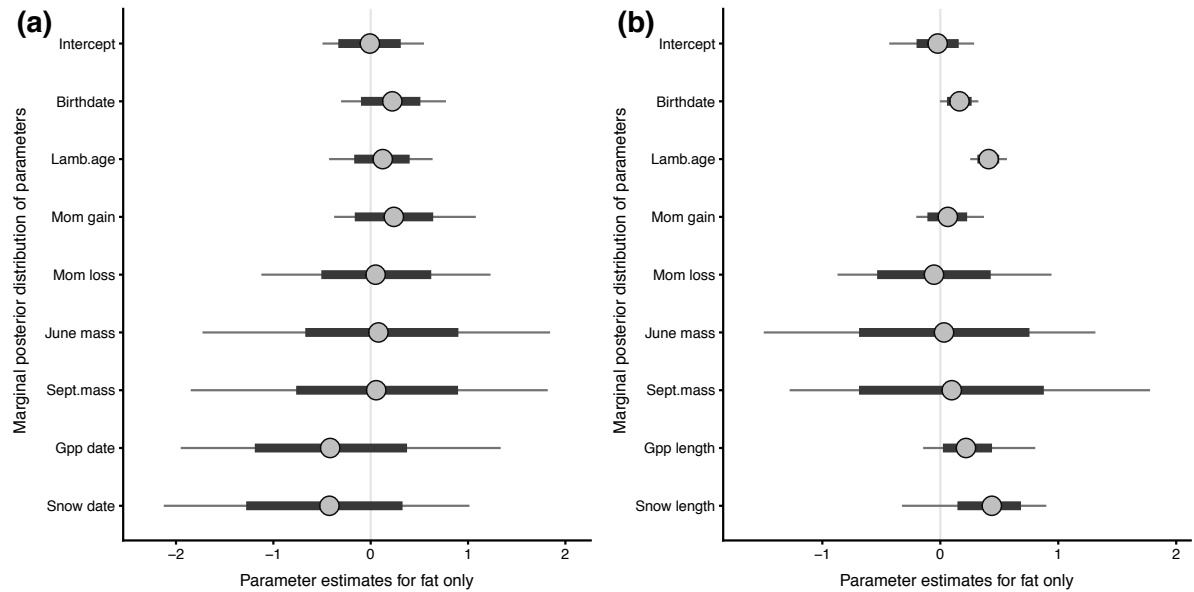 (a)
Marginal posterior distribution of parameters
Intercept
Birthdate
Lamb.age
Mom gain
Mom loss
June mass
Sept.mass
Gpp date
Snow date
−2 −1 0 1 2
Parameter estimates for fat only
(b)
Marginal posterior distribution of parameters
Intercept
Birthdate
Lamb.age
Mom gain
Mom loss
June mass
Sept.mass
Gpp length
Snow length
−1 0 1 2
Parameter estimates for fat only